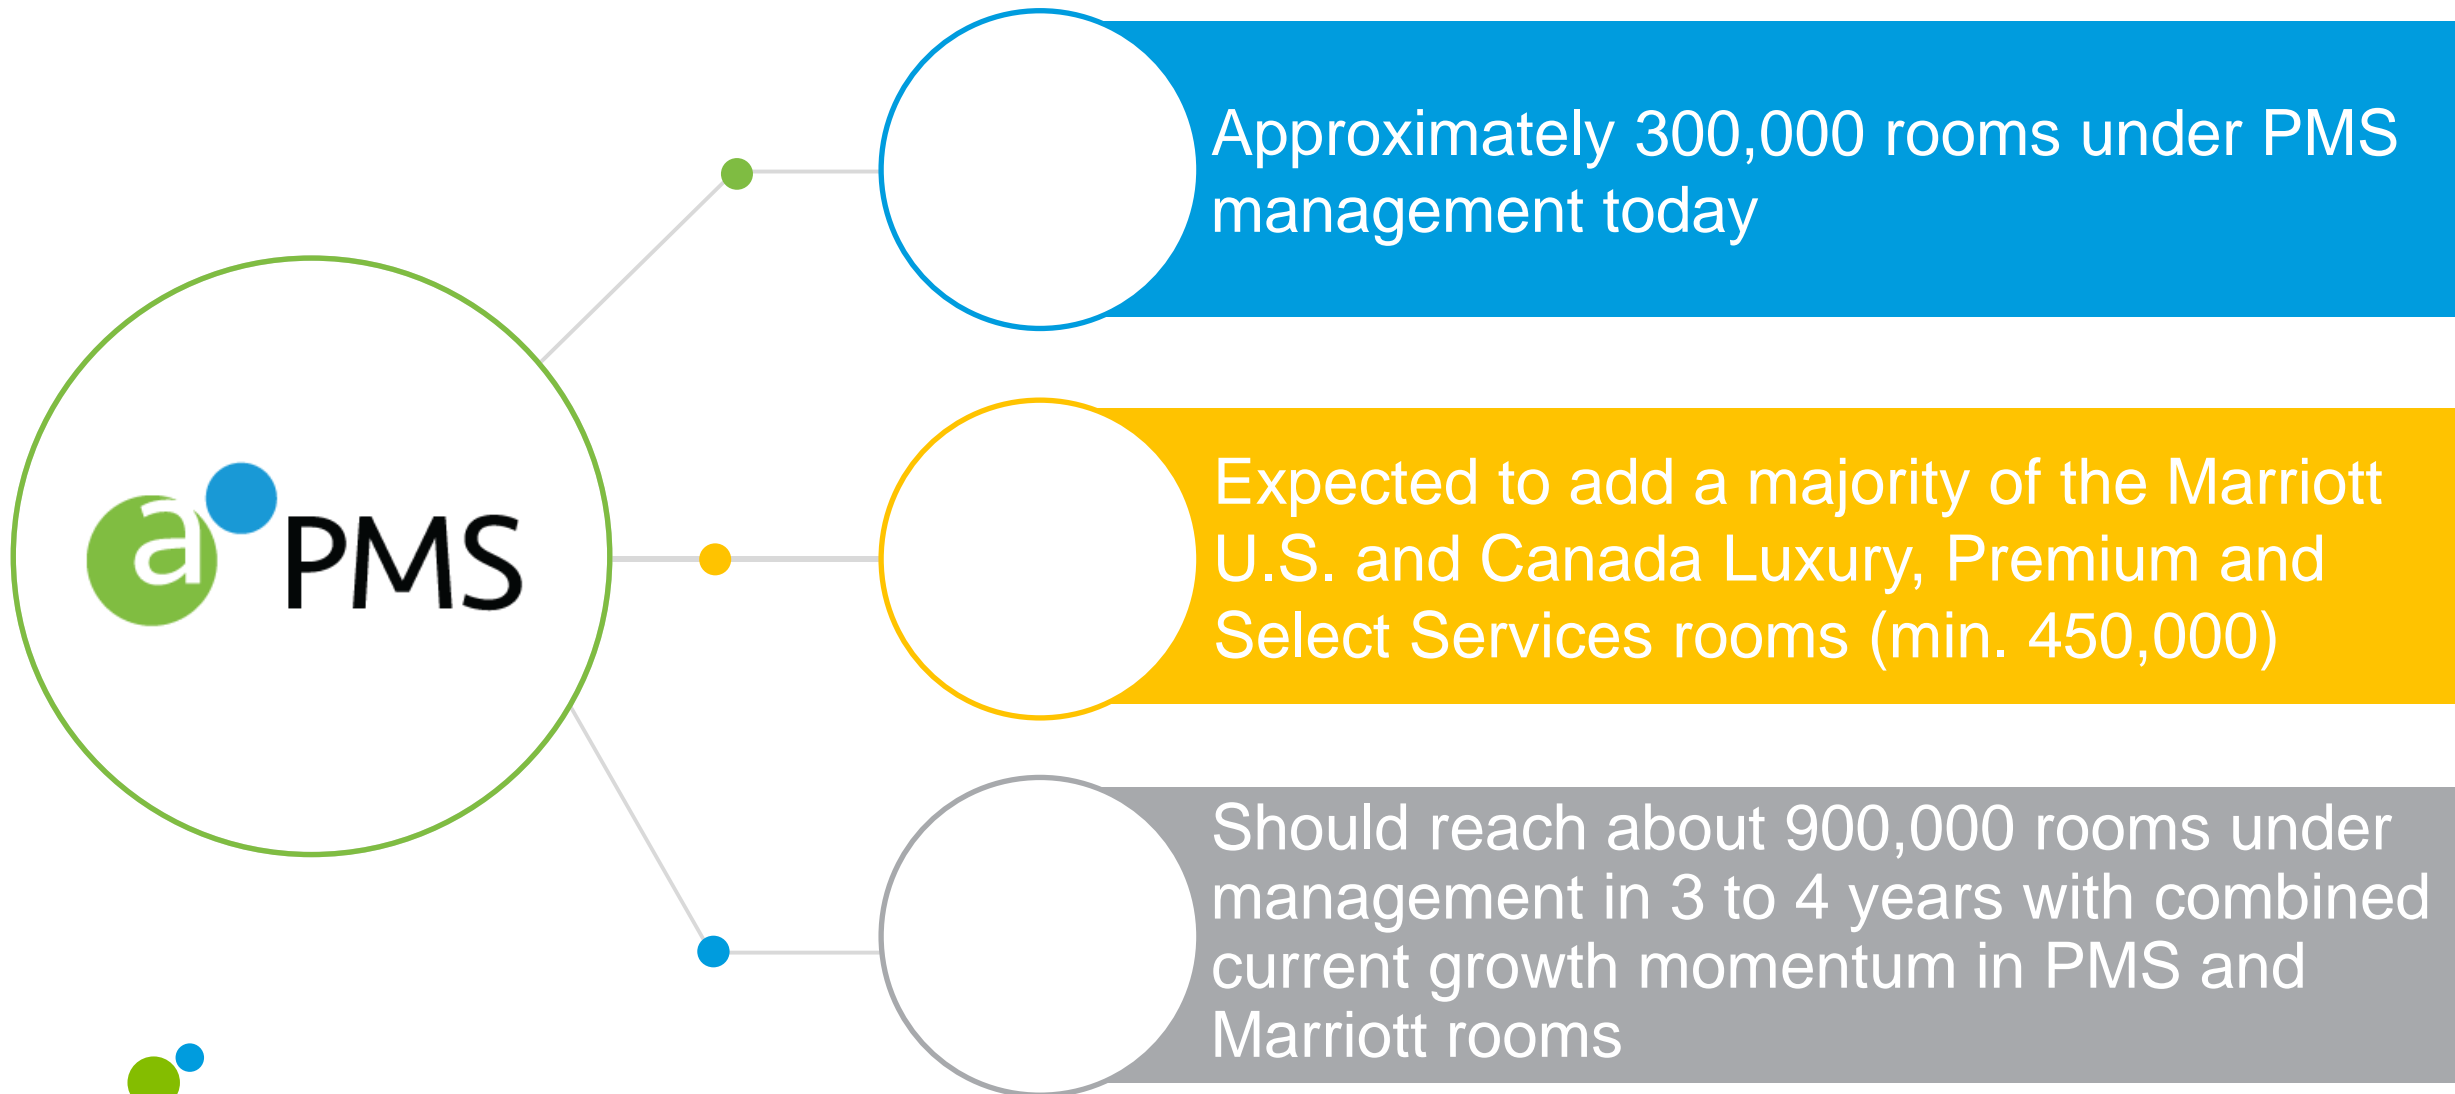 a PMS
Approximately 300,000 rooms under PMS
management today
Expected to add a majority of the Marriott
U.S. and Canada Luxury, Premium and
Select Services rooms (min. 450,000)
Should reach about 900,000 rooms under
management in 3 to 4 years with combined
current growth momentum in PMS and
Marriott rooms